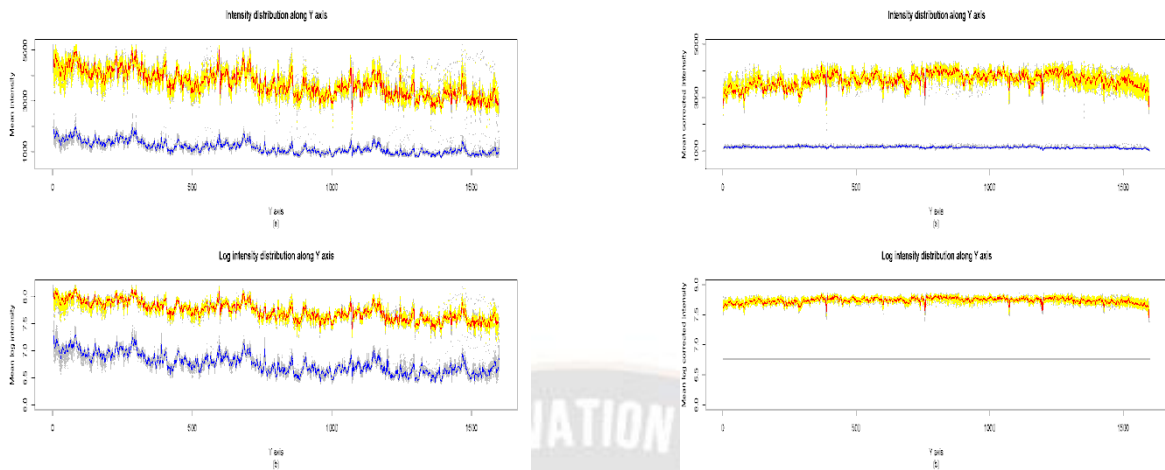 Intensity distribution along Y axis
Mean intensity
1000
3000
5000
0
500
1000
1500
Y axis
(a)
Intensity distribution along Y axis
Mean corrected intensity
1000
3000
5000
0
500
1000
1500
Y axis
(a)
Log intensity distribution along Y axis
Mean log intensity
6.0
6.5
7.0
7.5
8.0
0
500
1000
1500
Y axis
(b)
Log intensity distribution along Y axis
Mean log corrected intensity
6.0
6.5
7.0
7.5
8.0
0
500
1000
1500
Y axis
(b)
NATION